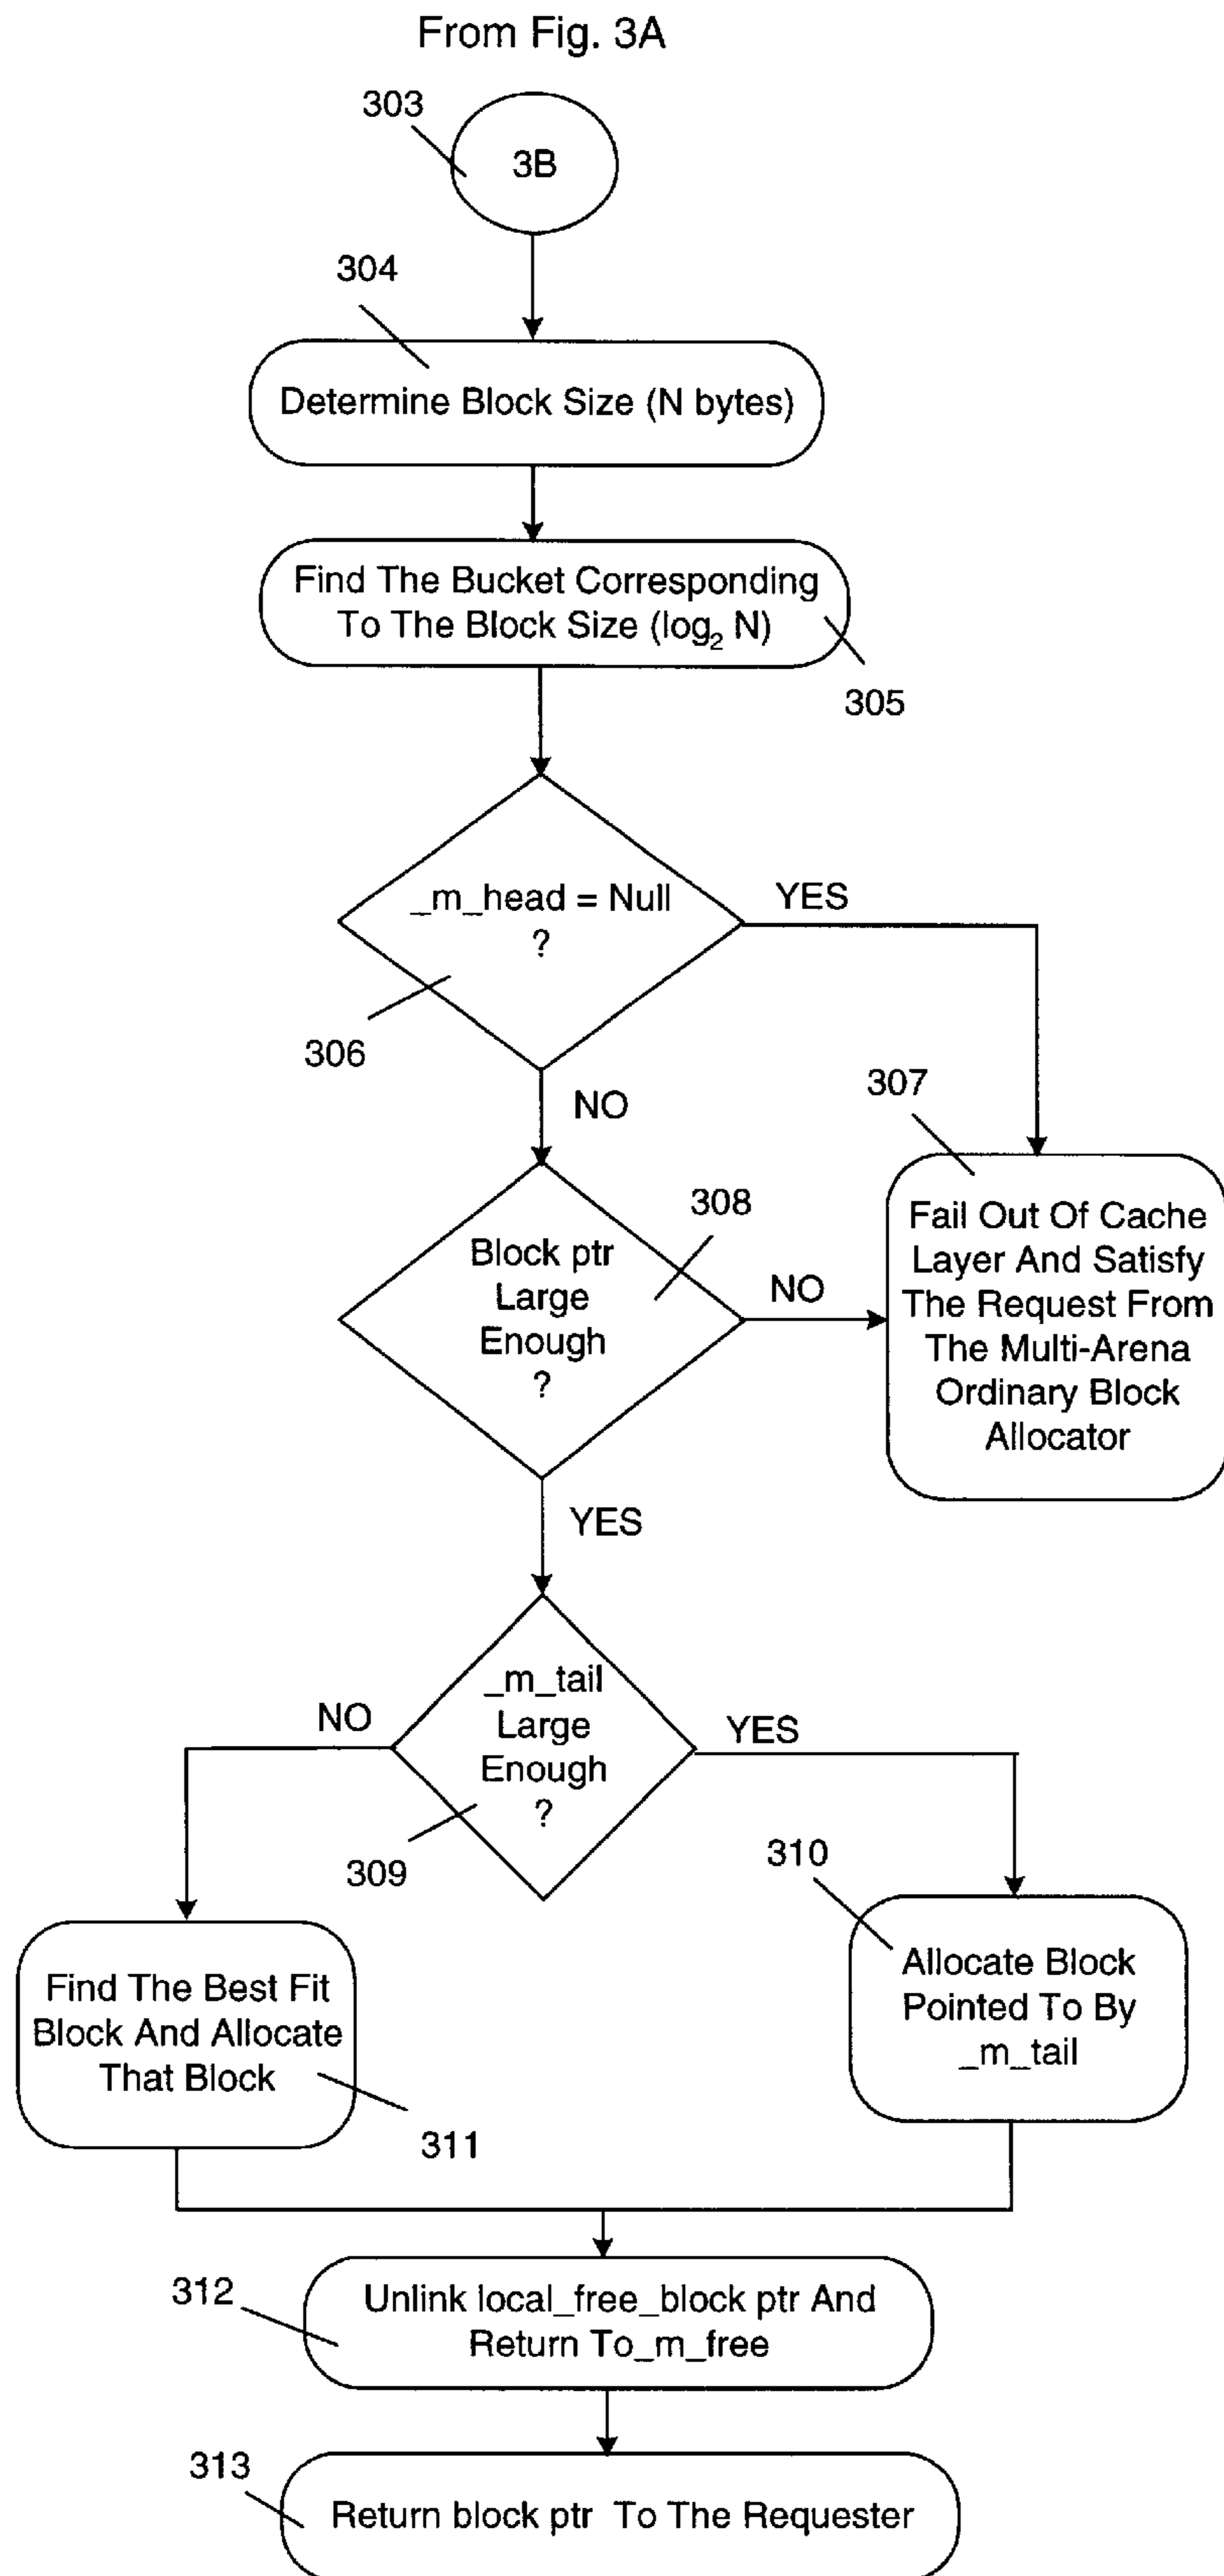 From Fig. 3A
303
3B
304
Determine Block Size (N bytes)
Find The Bucket Corresponding
To The Block Size (log₂ N)
305
_m_head = Null
?
YES
306
NO
307
Fail Out Of Cache
Layer And Satisfy
The Request From
The Multi-Arena
Ordinary Block
Allocator
308
Block ptr
Large
Enough
?
NO
YES
_m_tail
Large
Enough
?
NO
YES
309
310
Allocate Block
Pointed To By
_m_tail
Find The Best Fit
Block And Allocate
That Block
311
312
Unlink local_free_block ptr And
Return To_m_free
313
Return block ptr To The Requester